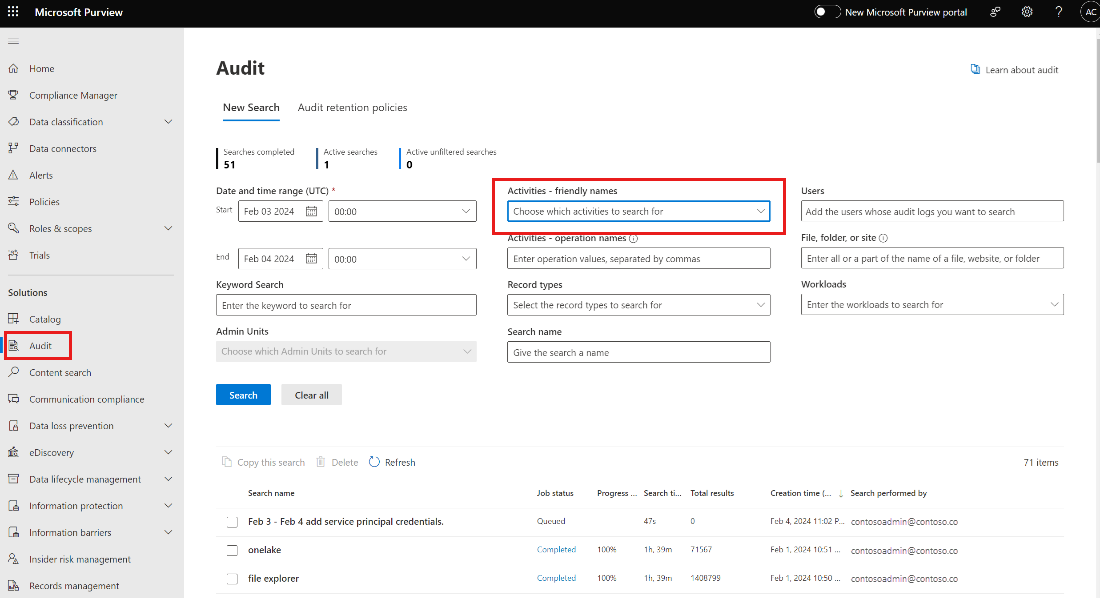 Microsoft Purview
New Microsoft Purview portal
?
AC
Home
Compliance Manager
Data classification
Data connectors
Alerts
Policies
Roles & scopes
Trials
Solutions
Catalog
Audit
Content search
Communication compliance
Data loss prevention
eDiscovery
Data lifecycle management
Information protection
Information barriers
Insider risk management
Records management
Audit
Learn about audit
New Search
Audit retention policies
Searches completed
51
Active searches
1
Active unfiltered searches
0
Date and time range (UTC) *
Start
Feb 03 2024
00:00
End
Feb 04 2024
00:00
Keyword Search
Enter the keyword to search for
Admin Units
Choose which Admin Units to search for
Activities - friendly names
Choose which activities to search for
Activities - operation names
Enter operation values, separated by commas
Record types
Select the record types to search for
Search name
Give the search a name
Users
Add the users whose audit logs you want to search
File, folder, or site
Enter all or a part of the name of a file, website, or folder
Workloads
Enter the workloads to search for
Search
Clear all
Copy this search
Delete
Refresh
71 items
Search name Job status Progress ... Search ti... Total results Creation time (... ↓ Search performed by
Feb 3 - Feb 4 add service principal credentials. Queued 47s 0 Feb 4, 2024 11:02 P... contosoadmin@contoso.co
onelake Completed 100% 1h, 39m 71567 Feb 1, 2024 10:51 ... contosoadmin@contoso.co
file explorer Completed 100% 1h, 39m 1408799 Feb 1, 2024 10:50 ... contosoadmin@contoso.co